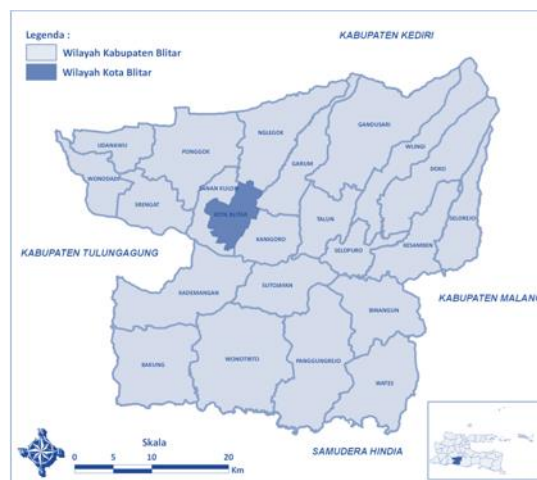 Legenda :
Wilayah Kabupaten Blitar
Wilayah Kota Blitar
KABUPATEN KEDIRI
UDANAWU
PONGGOK
NGLEGOK
GANDUSARI
WLINGI
WONODADI
SRENGAT
SANAN KULON
GARUM
DOKO
KOTA BLITAR
KANIGORO
TALUN
SELOPURO
KESAMBEN
SELOREJO
KABUPATEN TULUNGAGUNG
KADEMANGAN
SUTOJAYAN
BINANGUN
KABUPATEN MALANG
BAKUNG
WONOTIRTO
PANGGUNGREJO
WATES
SAMUDERA HINDIA
Skala
0 5 10 20
Km